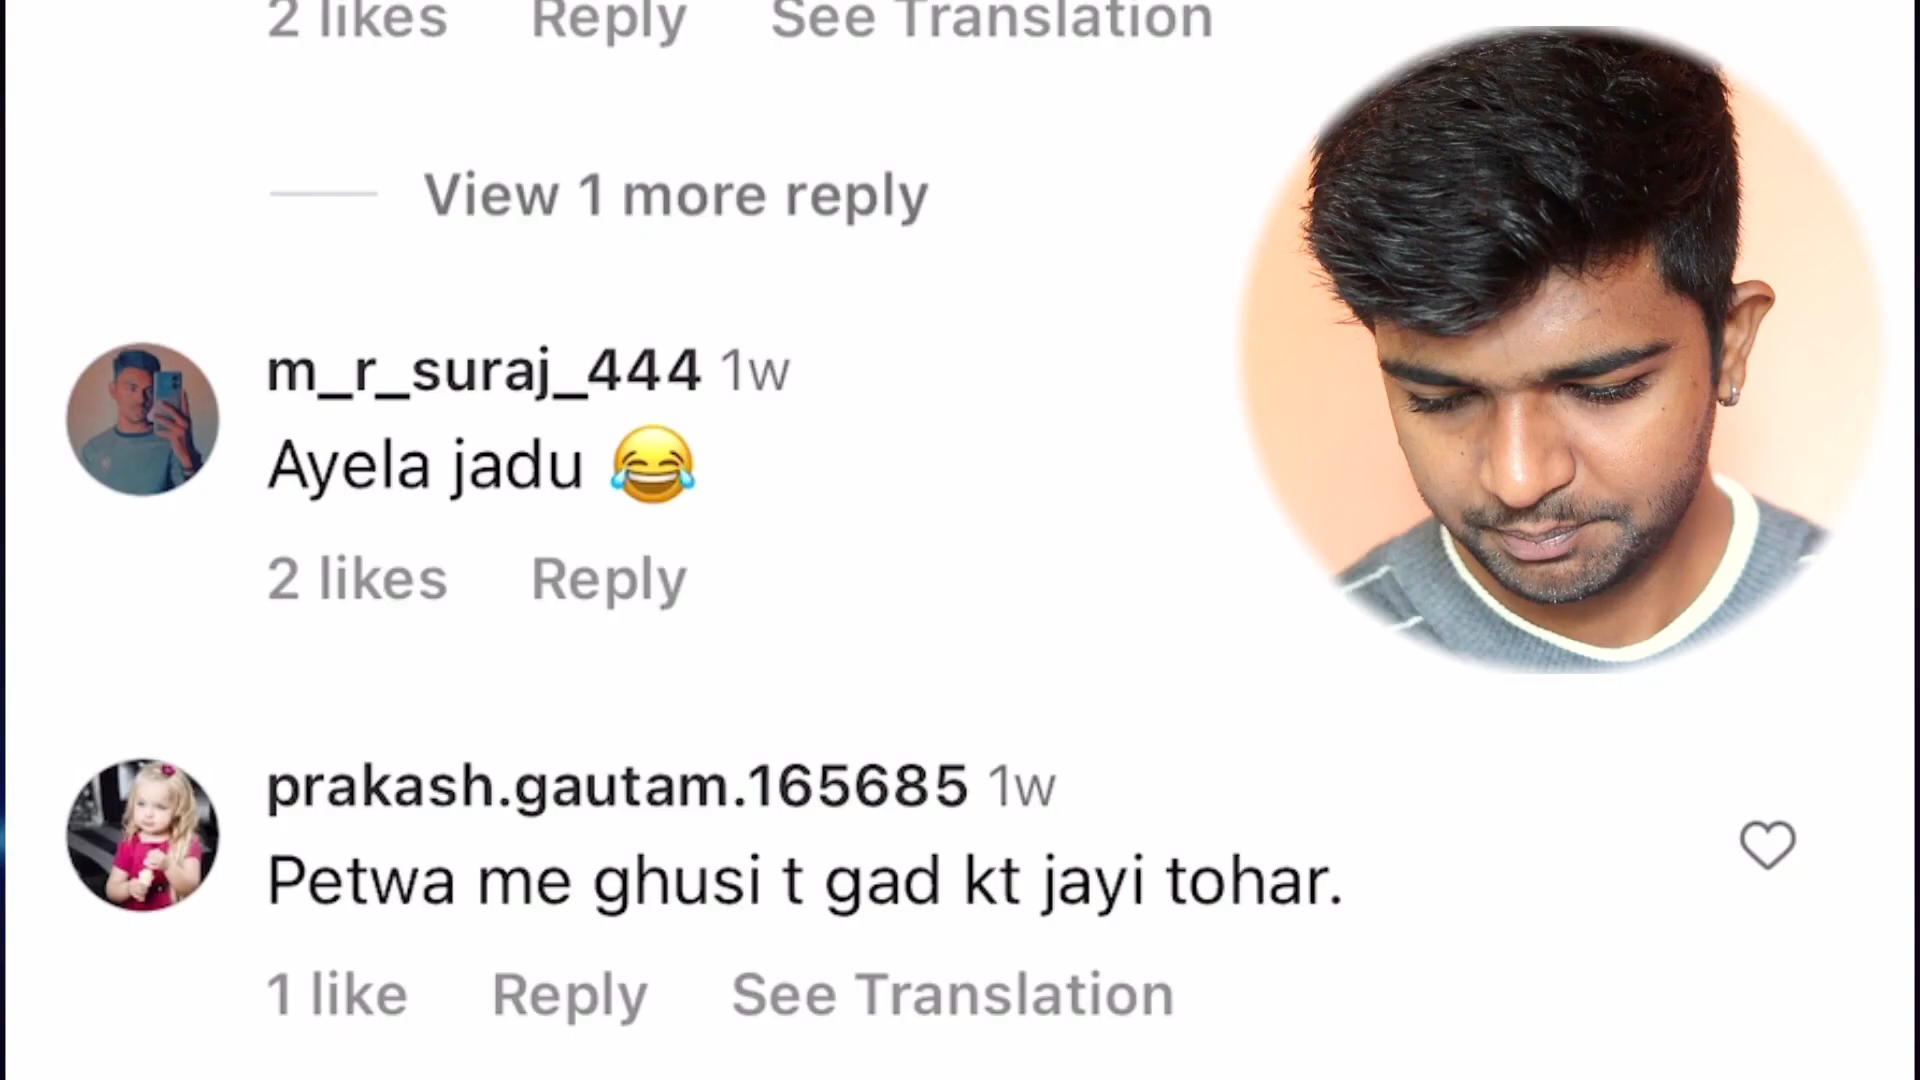 2 likes Reply See Translation
View 1 more reply
m_r_suraj_444 1w
Ayela jadu 😂
2 likes Reply
prakash.gautam.165685 1w
Petwa me ghusi t gad kt jayi tohar.
1 like Reply See Translation